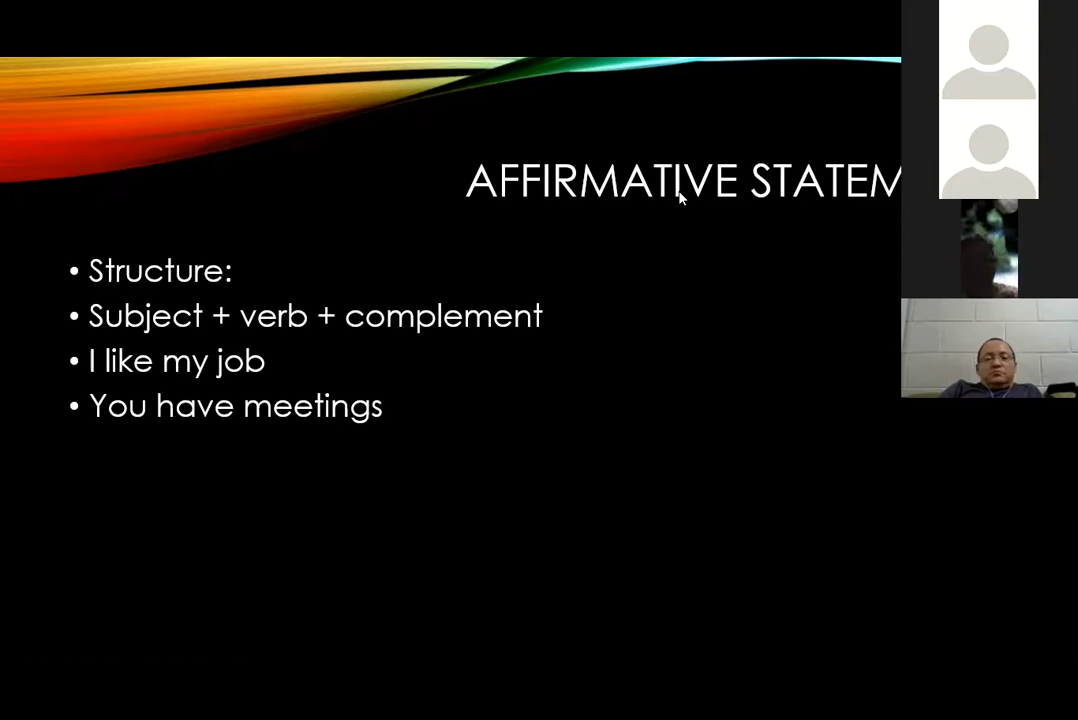 AFFIRMATIVE STATEM
• Structure:
• Subject + verb + complement
• I like my job
• You have meetings